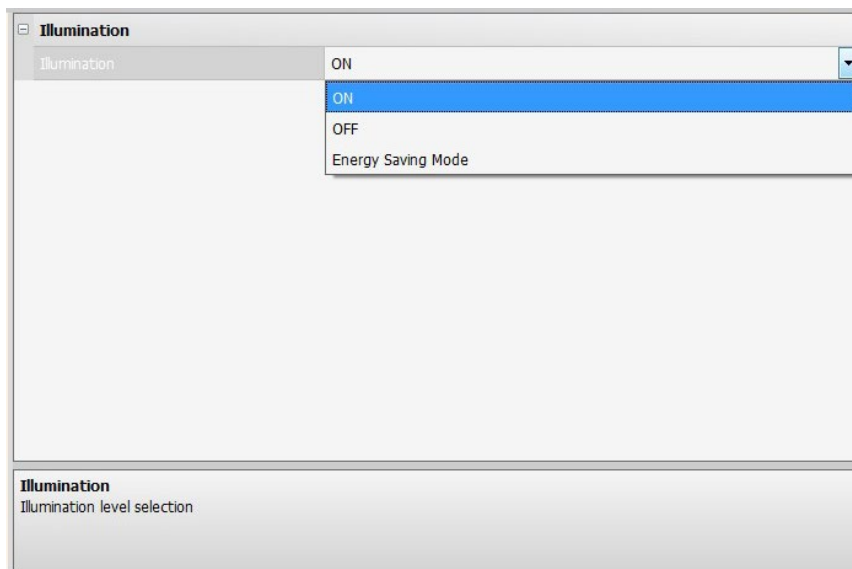 Illumination
Illumination ON
ON
OFF
Energy Saving Mode
Illumination
Illumination level selection